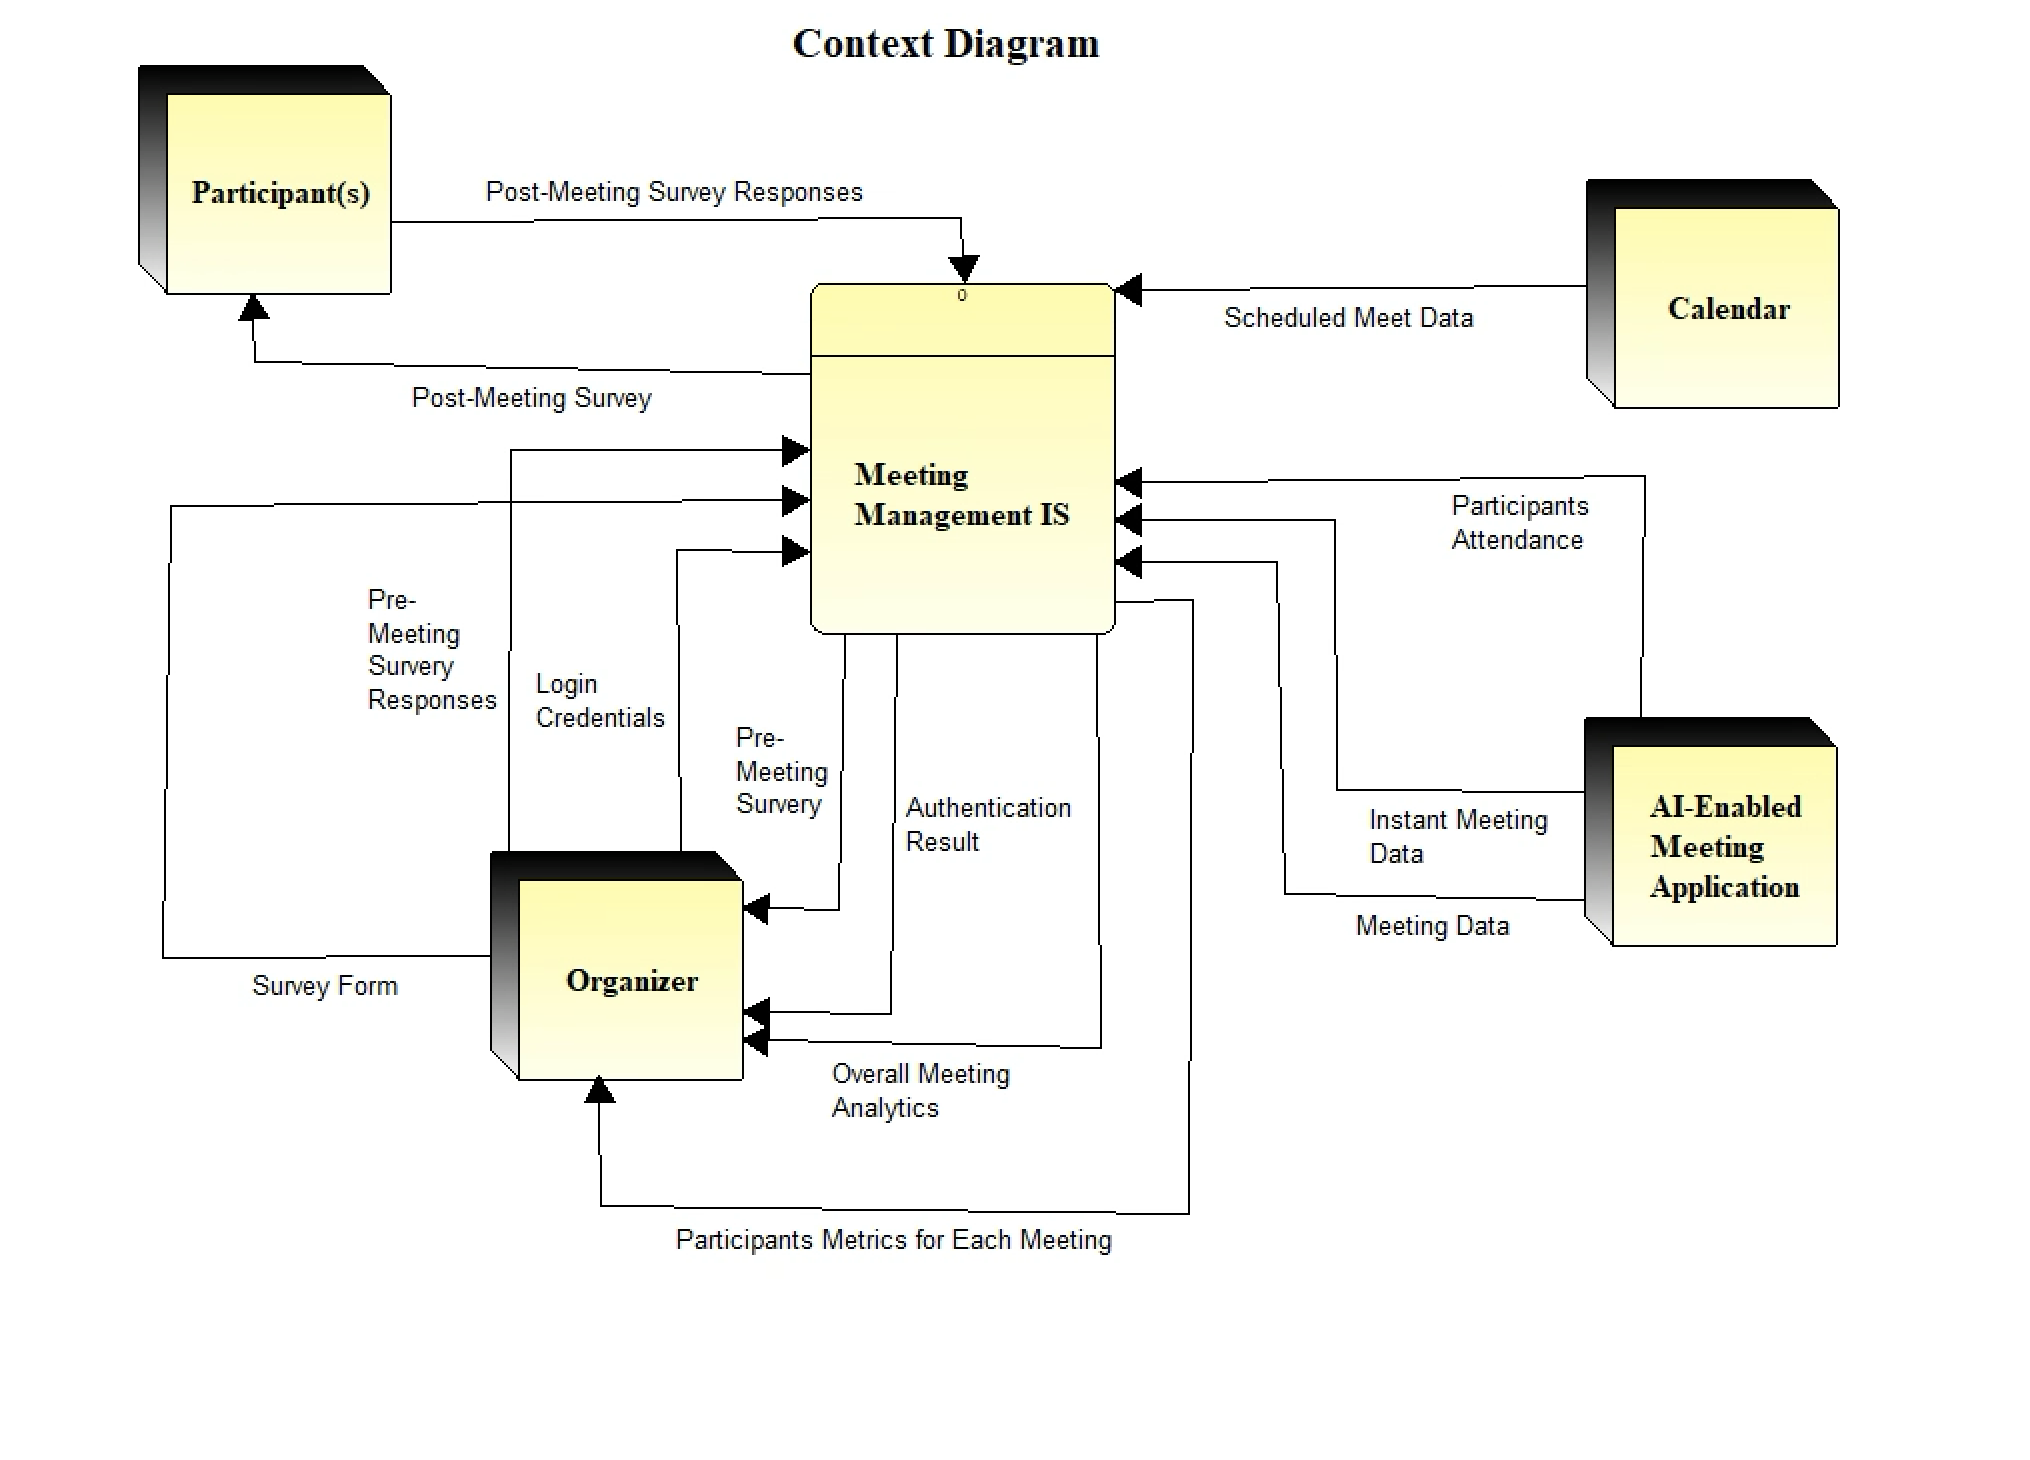 Context Diagram
Participant(s)
Post-Meeting Survey Responses
0
Calendar
Scheduled Meet Data
Post-Meeting Survey
Meeting
Management IS
Participants
Attendance
Pre-
Meeting
Survery
Responses
Login
Credentials
Pre-
Meeting
Survery
Authentication
Result
Instant Meeting
Data
AI-Enabled
Meeting
Application
Meeting Data
Organizer
Survey Form
Overall Meeting
Analytics
Participants Metrics for Each Meeting